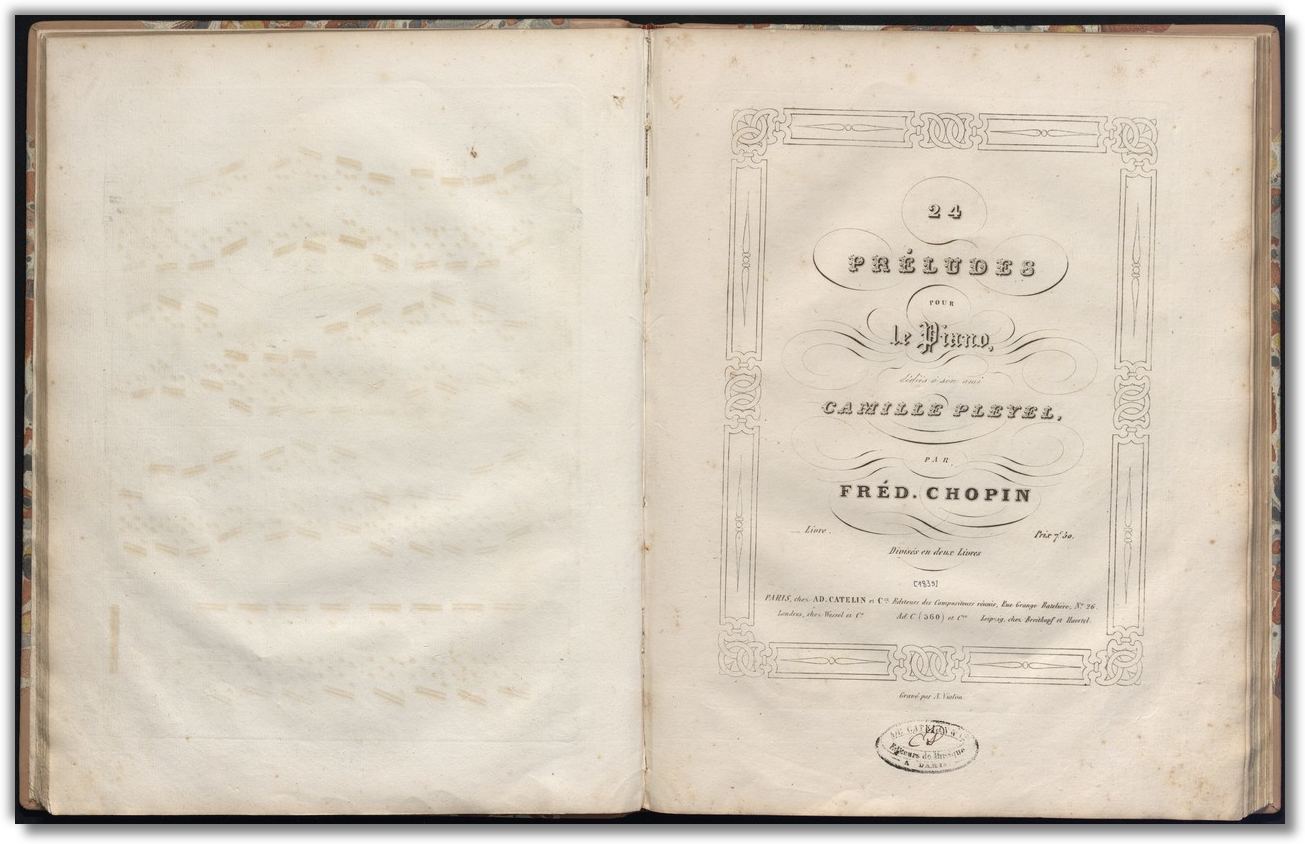 24
PRÉLUDES
POUR
le Piano,
dédiés à son ami
CAMILLE PLEYEL,
PAR
FRÉD. CHOPIN
Livre. Prix 7f 50.
Divisés en deux Livres
[1839]
PARIS, chez AD. CATELIN et Cie Editeurs des Compositeurs réunis, Rue Grange Batelière, No 26.
Londres, chez Wessel et Cie Ad. C (560) et Cie Leipzig, chez Breitkopf et Haertel.
Gravé par A.
AD. CATELIN & C
Editeurs de Musique
A PARIS